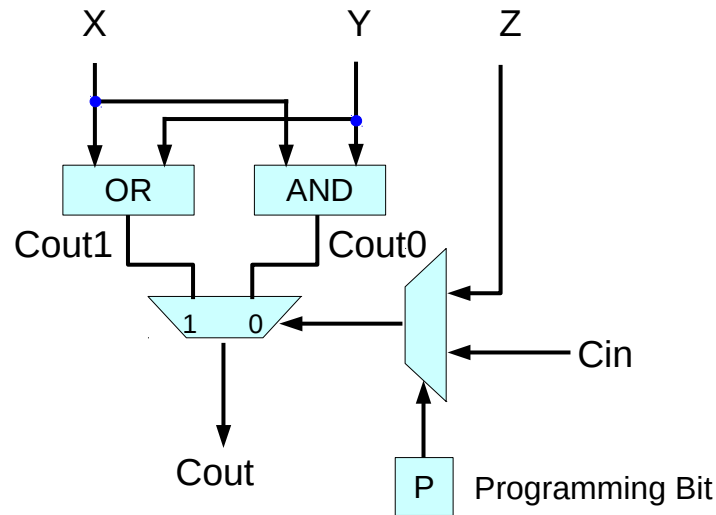 X Y Z
OR AND
Cout1 Cout0
1 0
Cin
Cout
P Programming Bit